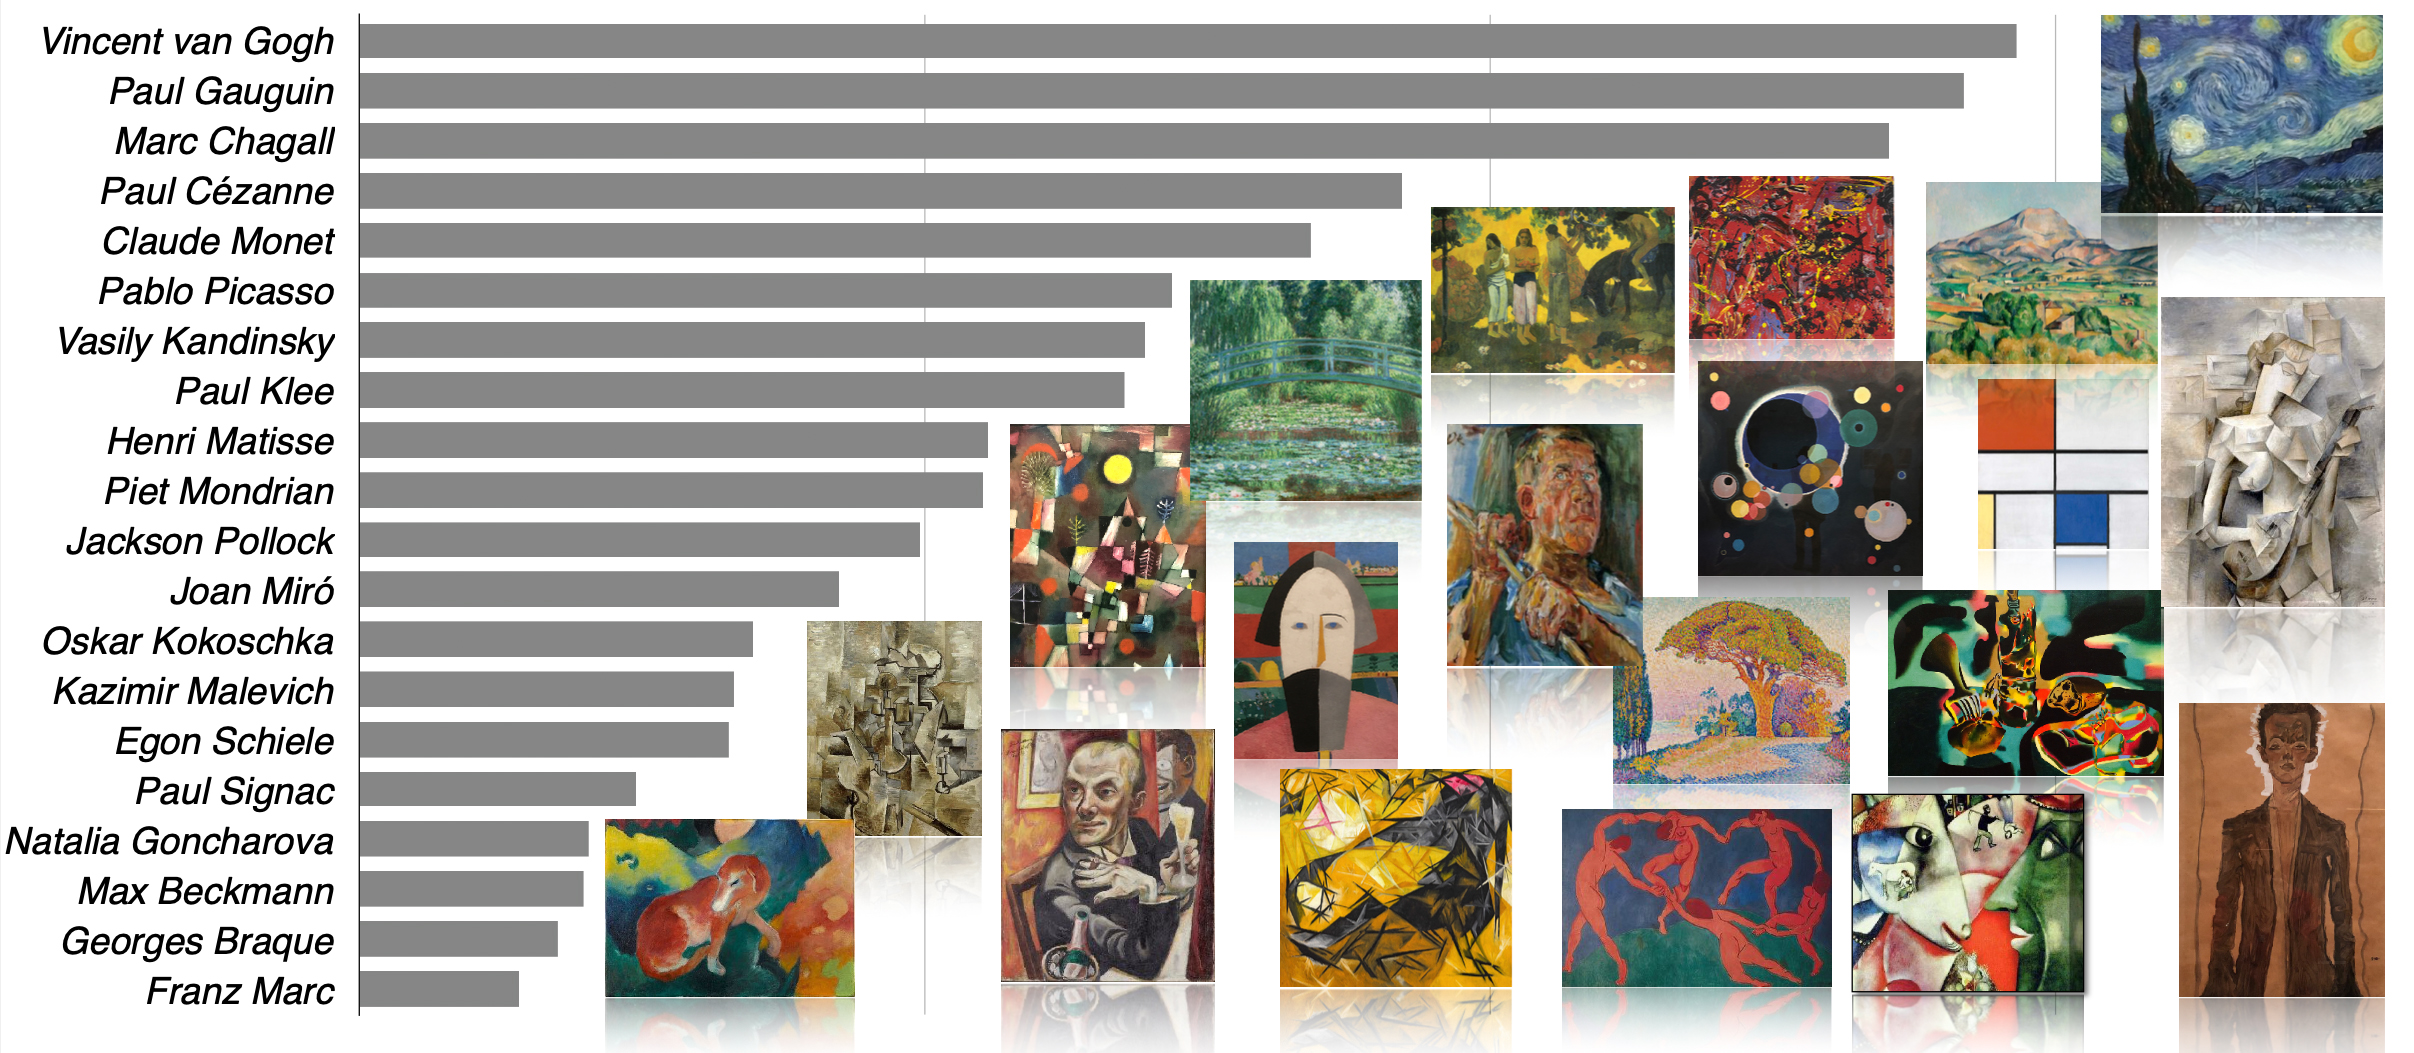 Vincent van Gogh
Paul Gauguin
Marc Chagall
Paul Cézanne
Claude Monet
Pablo Picasso
Vasily Kandinsky
Paul Klee
Henri Matisse
Piet Mondrian
Jackson Pollock
Joan Miró
Oskar Kokoschka
Kazimir Malevich
Egon Schiele
Paul Signac
Natalia Goncharova
Max Beckmann
Georges Braque
Franz Marc